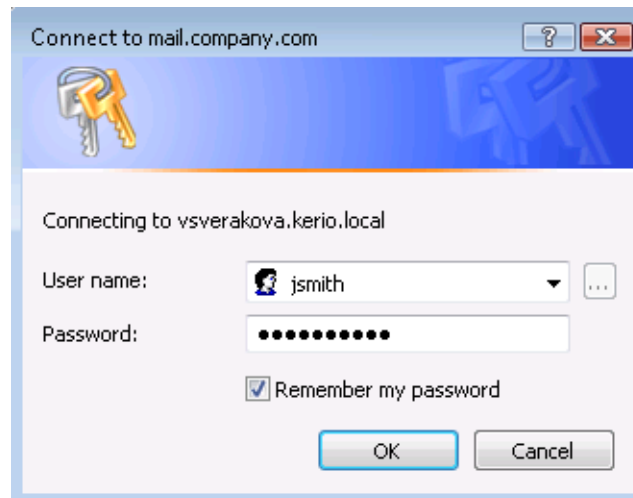 Connect to mail.company.com
Connecting to vsverakova.kerio.local
User name: jsmith ...
Password: ●●●●●●●●●●
Remember my password
OK Cancel